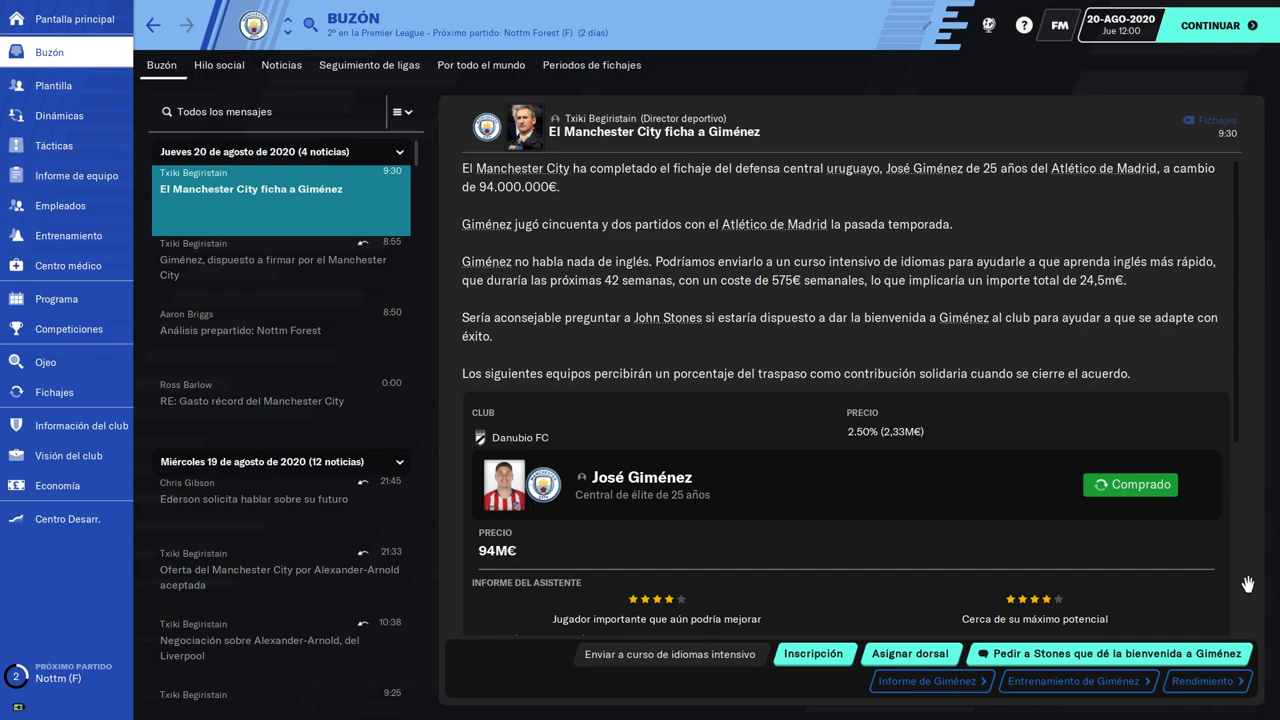 Pantalla principal
Buzón
Plantilla
Dinámicas
Tácticas
Informe de equipo
Empleados
Entrenamiento
Centro médico
Programa
Competiciones
Ojeo
Fichajes
Información del club
Visión del club
Economía
Centro Desarr.
PRÓXIMO PARTIDO
2
Nottm (F)
BUZÓN
2º en la Premier League - Próximo partido: Nottm Forest (F) (2 días)
?
FM
20-AGO-2020
Jue 12:00
CONTINUAR
Buzón
Hilo social
Noticias
Seguimiento de ligas
Por todo el mundo
Periodos de fichajes
Todos los mensajes
Jueves 20 de agosto de 2020 (4 noticias)
Txiki Begiristain 9:30
El Manchester City ficha a Giménez
Txiki Begiristain 8:55
Giménez, dispuesto a firmar por el Manchester
City
Aaron Briggs 8:50
Análisis prepartido: Nottm Forest
Ross Barlow 0:00
RE: Gasto récord del Manchester City
Miércoles 19 de agosto de 2020 (12 noticias)
Chris Gibson 21:45
Ederson solicita hablar sobre su futuro
Txiki Begiristain 21:33
Oferta del Manchester City por Alexander-Arnold
aceptada
Txiki Begiristain 10:38
Negociación sobre Alexander-Arnold, del
Liverpool
Txiki Begiristain 9:25
Txiki Begiristain (Director deportivo)
El Manchester City ficha a Giménez
Fichajes
9:30
El Manchester City ha completado el fichaje del defensa central uruguayo, José Giménez de 25 años del Atlético de Madrid, a cambio
de 94.000.000€.
Giménez jugó cincuenta y dos partidos con el Atlético de Madrid la pasada temporada.
Giménez no habla nada de inglés. Podríamos enviarlo a un curso intensivo de idiomas para ayudarle a que aprenda inglés más rápido,
que duraría las próximas 42 semanas, con un coste de 575€ semanales, lo que implicaría un importe total de 24,5m€.
Sería aconsejable preguntar a John Stones si estaría dispuesto a dar la bienvenida a Giménez al club para ayudar a que se adapte con
éxito.
Los siguientes equipos percibirán un porcentaje del traspaso como contribución solidaria cuando se cierre el acuerdo.
CLUB
PRECIO
Danubio FC
2.50% (2,33M€)
José Giménez
Central de élite de 25 años
Comprado
PRECIO
94M€
INFORME DEL ASISTENTE
Jugador importante que aún podría mejorar
Cerca de su máximo potencial
Enviar a curso de idiomas intensivo
Inscripción
Asignar dorsal
Pedir a Stones que dé la bienvenida a Giménez
Informe de Giménez
Entrenamiento de Giménez
Rendimiento